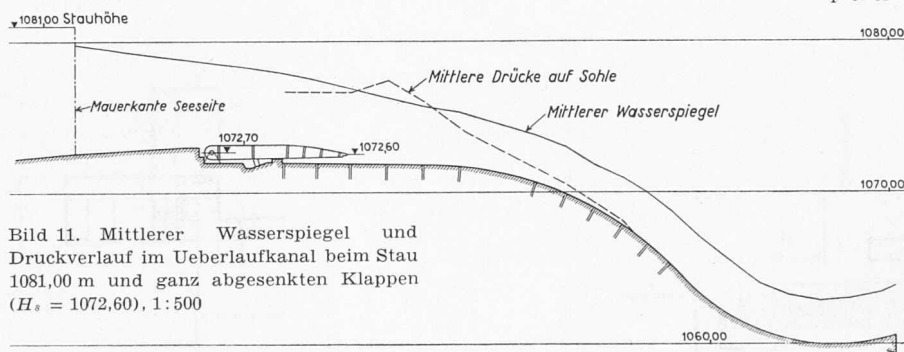 1081,00 Stauhöhe
1080,00
Mittlere Drücke auf Sohle
Mauerkante Seeseite
Mittlerer Wasserspiegel
1072,70
1072,60
1070,00
Bild 11. Mittlerer Wasserspiegel und
Druckverlauf im Ueberlaufkanal beim Stau
1081,00 m und ganz abgesenkten Klappen
(Hs = 1072,60), 1:500
1060,00